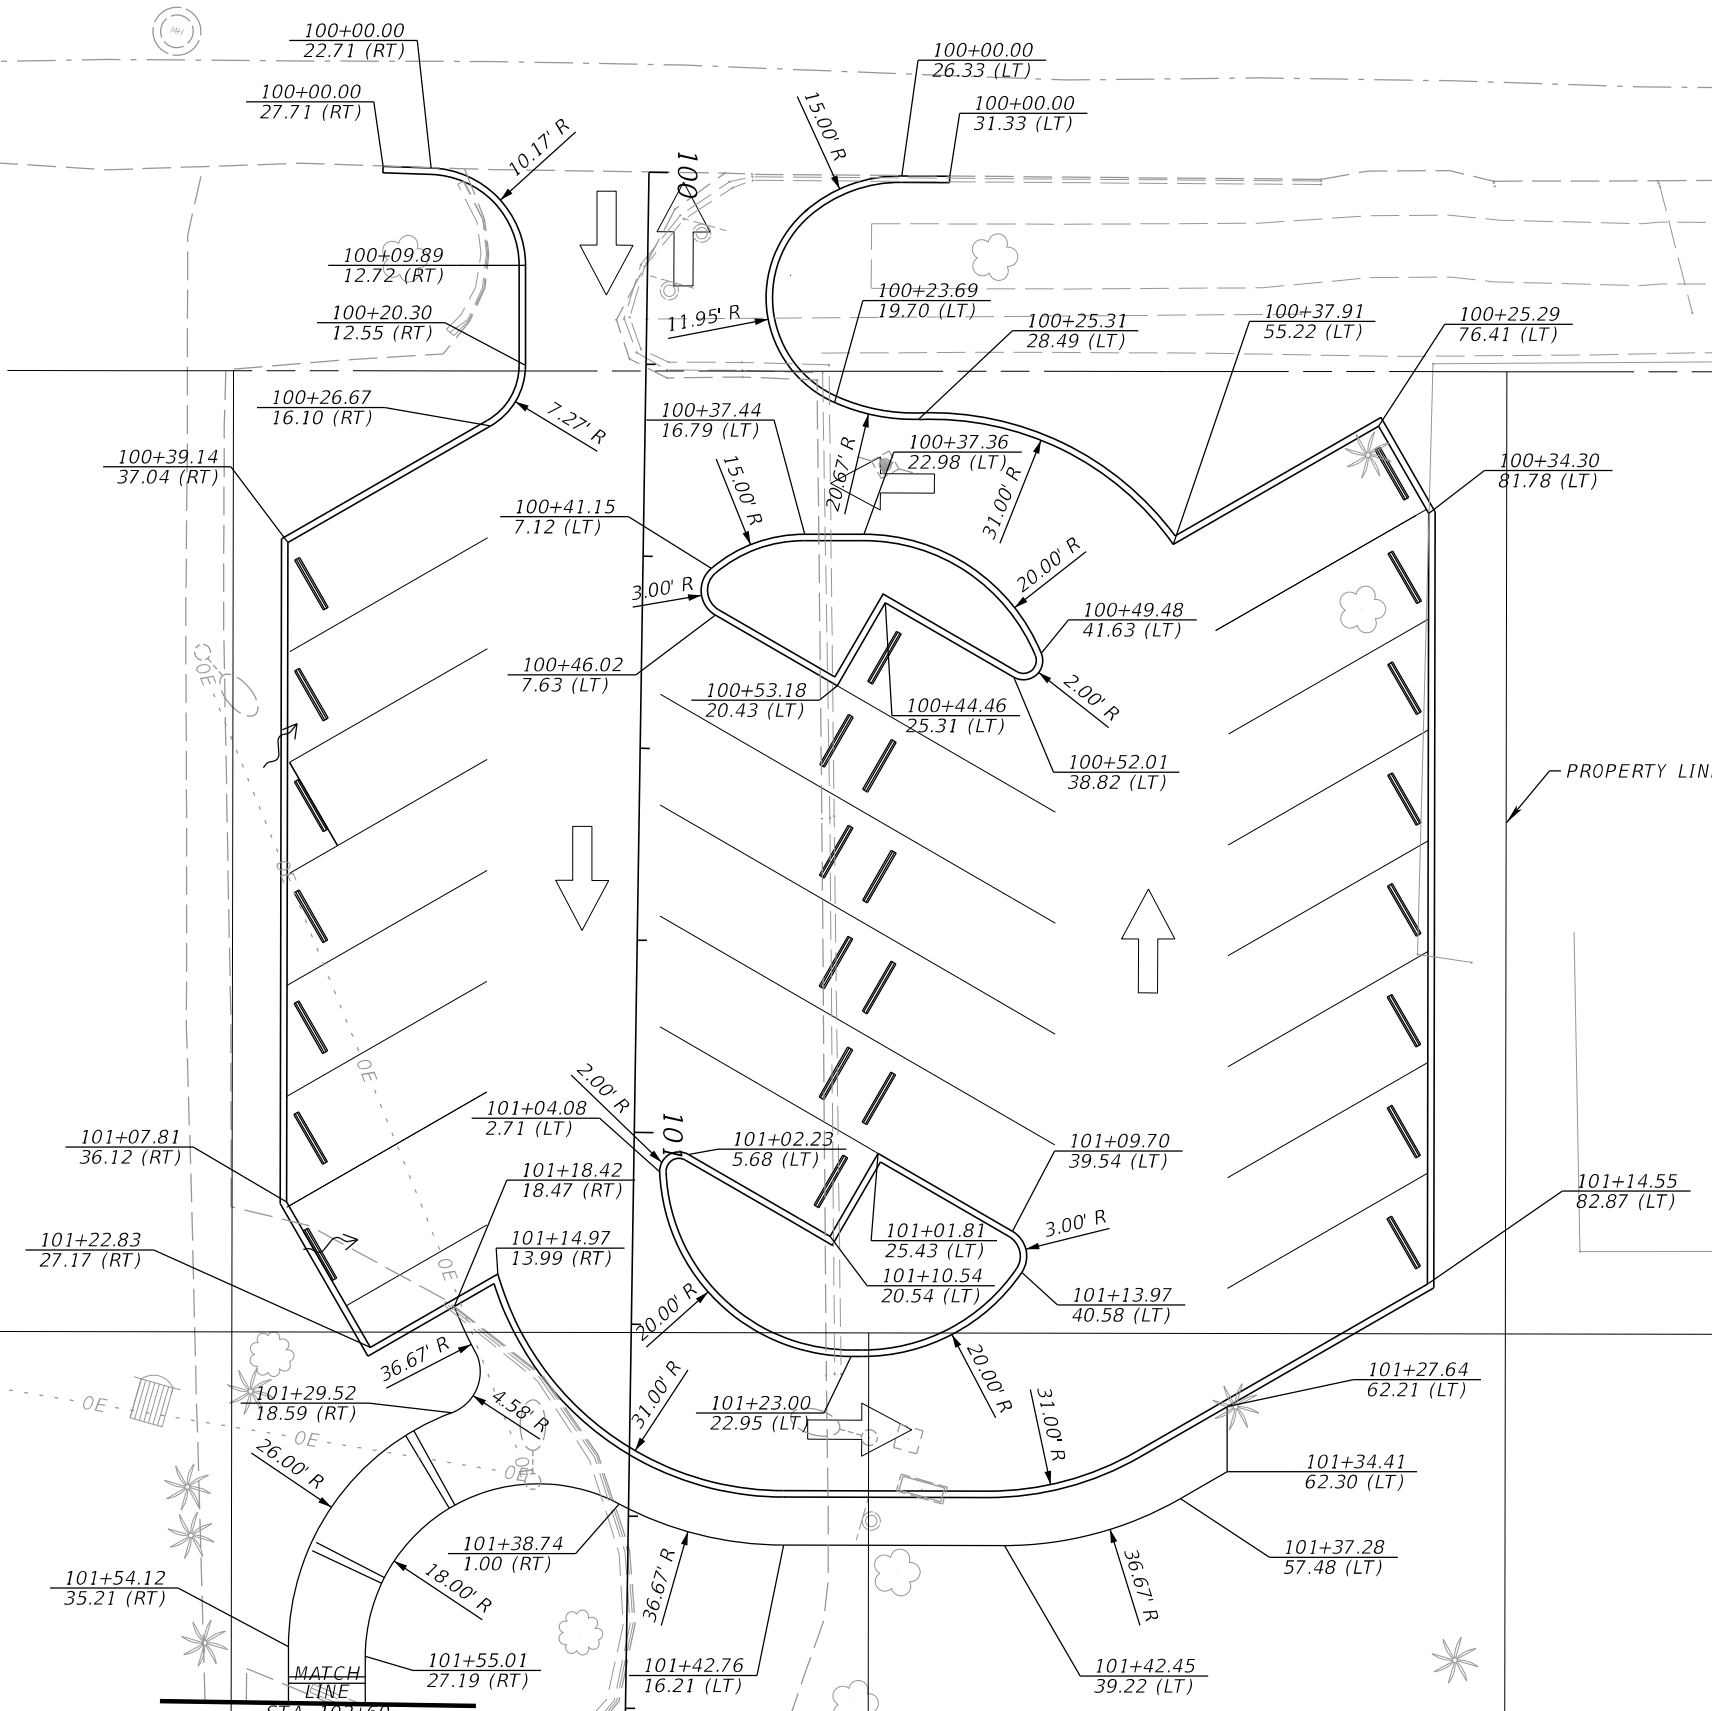 100+00.00
22.71 (RT)
100+00.00
27.71 (RT)
100+00.00
26.33 (LT)
100+00.00
31.33 (LT)
MH
10.17' R
15.00' R
100
100+09.89
12.72 (RT)
100+20.30
12.55 (RT)
11.95' R
100+23.69
19.70 (LT)
100+25.31
28.49 (LT)
100+37.91
55.22 (LT)
100+25.29
76.41 (LT)
100+26.67
16.10 (RT)
7.27' R
100+37.44
16.79 (LT)
100+37.36
22.98 (LT)
20.67' R
31.00' R
100+39.14
37.04 (RT)
15.00' R
100+34.30
81.78 (LT)
100+41.15
7.12 (LT)
3.00' R
20.00' R
100+49.48
41.63 (LT)
100+46.02
7.63 (LT)
OE
100+53.18
20.43 (LT)
100+44.46
25.31 (LT)
2.00' R
100+52.01
38.82 (LT)
PROPERTY LIN
OE
OE
2.00' R
101+04.08
2.71 (LT)
101
101+07.81
36.12 (RT)
101+02.23
5.68 (LT)
101+09.70
39.54 (LT)
101+18.42
18.47 (RT)
101+14.55
82.87 (LT)
101+22.83
27.17 (RT)
101+14.97
13.99 (RT)
101+01.81
25.43 (LT)
3.00' R
OE
101+10.54
20.54 (LT)
101+13.97
40.58 (LT)
20.00' R
36.67' R
20.00' R
101+27.64
62.21 (LT)
101+29.52
18.59 (RT)
4.58' R
31.00' R
101+23.00
22.95 (LT)
31.00' R
OE
OE
OE
OE
26.00' R
101+34.41
62.30 (LT)
101+38.74
1.00 (RT)
101+37.28
57.48 (LT)
101+54.12
35.21 (RT)
18.00' R
36.67' R
36.67' R
101+55.01
27.19 (RT)
101+42.76
16.21 (LT)
101+42.45
39.22 (LT)
MATCH
LINE